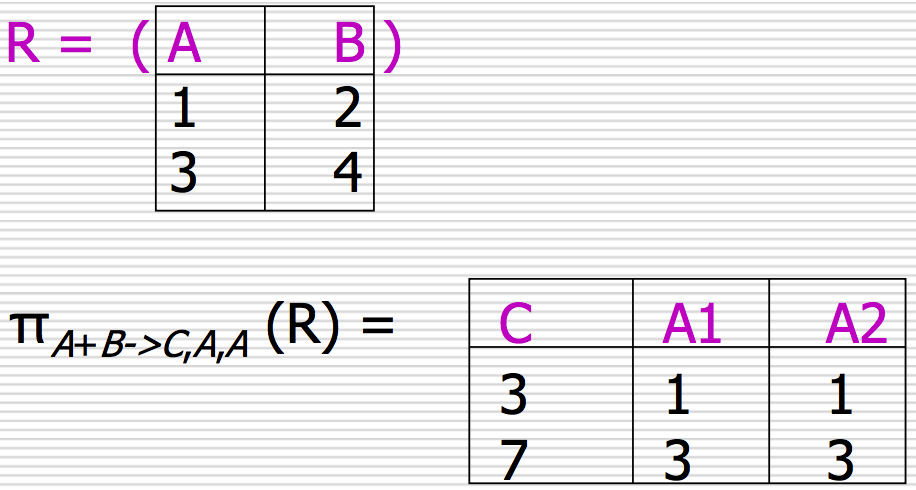 R = ( A B )
1 2
3 4
π A+B->C,A,A (R) =
C A1 A2
3 1 1
7 3 3